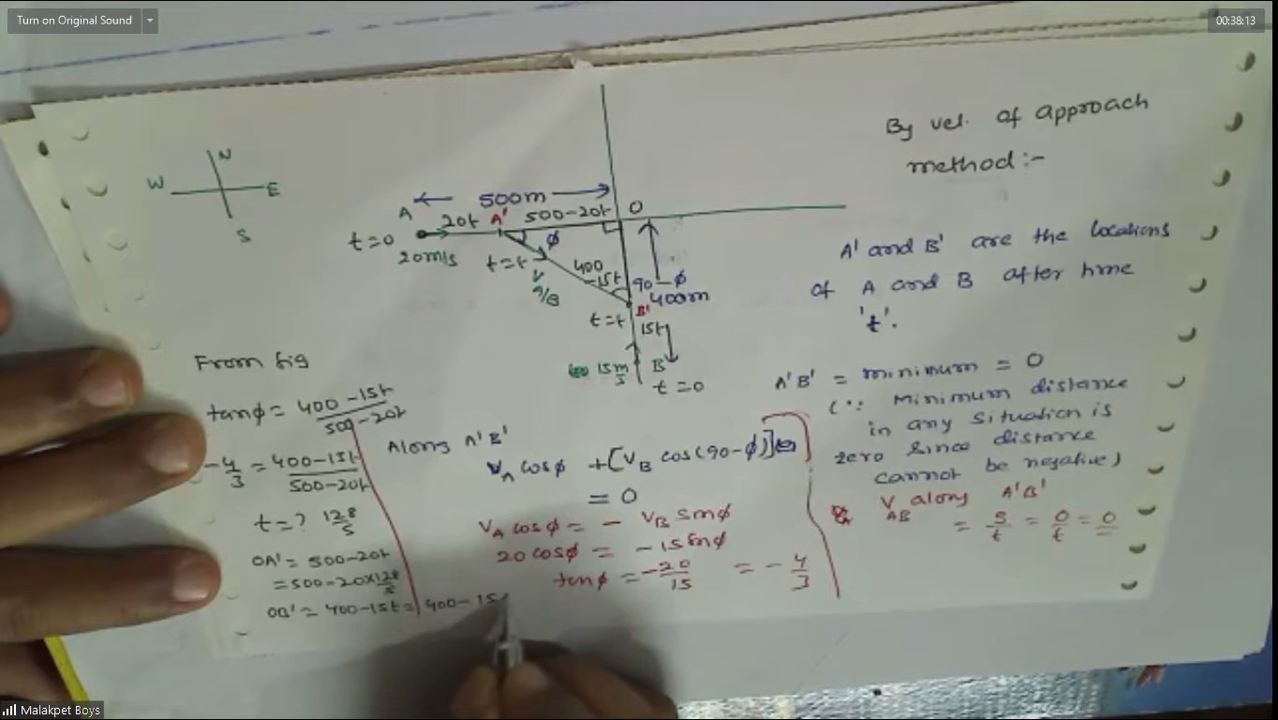 Turn on Original Sound
00:38:13
By vel. of approach
method:-
N
W
E
S
500m
A
20t
A'
500-20t
O
t=0
20m/s
t=t
ϕ
V
A/B
400
-15t
90-ϕ
400m
B'
t=t
15t
15m/s
B
t=0
A' and B' are the locations
of A and B after time
't'.
A'B' = minimum = 0
(∵ Minimum distance
in any situation is
zero since distance
cannot be negative)
V_AB along A'B'
= s/t = 0/t = 0
From fig
tanϕ = (400-15t)/(500-20t)
-4/3 = (400-15t)/(500-20t)
t=? 128/5
OA' = 500-20t
= 500-20×128/5
OB' = 400-15t = 400-15
Along A'B'
V_A cosϕ + [V_B cos(90-ϕ)]
= 0
V_A cosϕ = - V_B sinϕ
20 cosϕ = -15 sinϕ
tanϕ = -20/15 = -4/3
Malakpet Boys